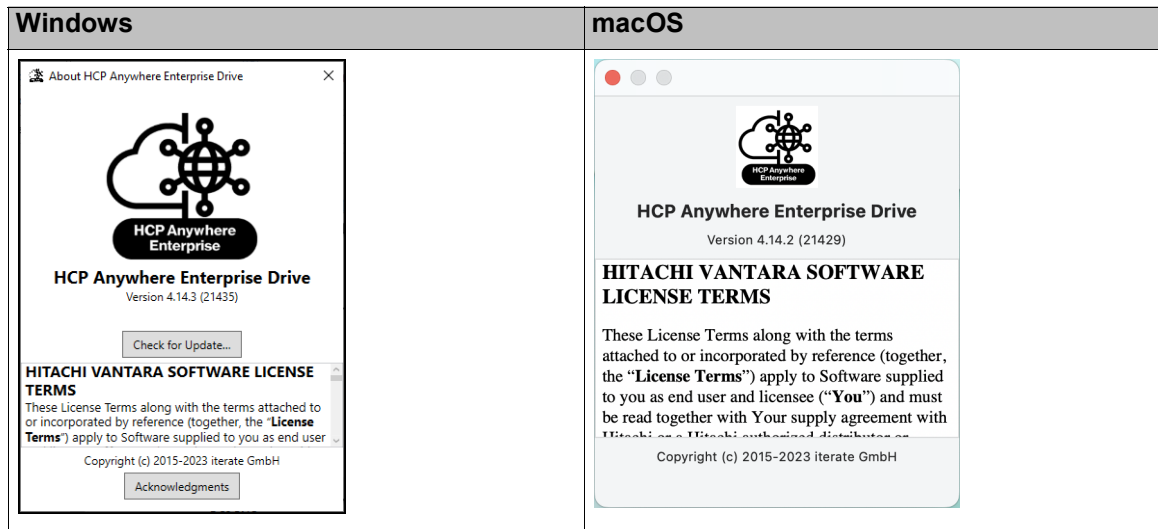 Windows
macOS
About HCP Anywhere Enterprise Drive
HCP Anywhere
Enterprise
HCP Anywhere Enterprise Drive
Version 4.14.3 (21435)
Check for Update...
HITACHI VANTARA SOFTWARE LICENSE
TERMS
These License Terms along with the terms attached to
or incorporated by reference (together, the “License
Terms”) apply to Software supplied to you as end user
Copyright (c) 2015-2023 iterate GmbH
Acknowledgments
HCP Anywhere
Enterprise
HCP Anywhere Enterprise Drive
Version 4.14.2 (21429)
HITACHI VANTARA SOFTWARE
LICENSE TERMS
These License Terms along with the terms
attached to or incorporated by reference (together,
the “License Terms”) apply to Software supplied
to you as end user and licensee (“You”) and must
be read together with Your supply agreement with
Hitachi or a Hitachi authorized distributor or
Copyright (c) 2015-2023 iterate GmbH